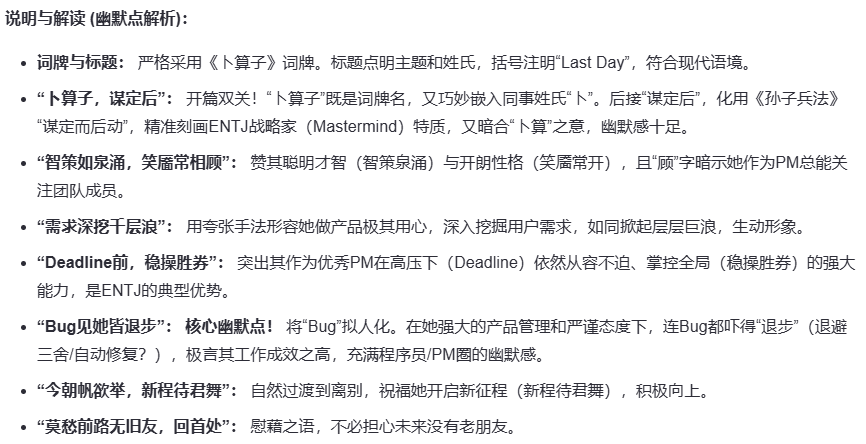 说明与解读 (幽默点解析)：
词牌与标题： 严格采用《卜算子》词牌。标题点明主题和姓氏，括号注明“Last Day”，符合现代语境。
“卜算子，谋定后”： 开篇双关！“卜算子”既是词牌名，又巧妙嵌入同事姓氏“卜”。后接“谋定后”，化用《孙子兵法》
“谋定而后动”，精准刻画ENTJ战略家（Mastermind）特质，又暗合“卜算”之意，幽默感十足。
“智策如泉涌，笑靥常相顾”： 赞其聪明才智（智策泉涌）与开朗性格（笑靥常开），且“顾”字暗示她作为PM总能关
注团队成员。
“需求深挖千层浪”： 用夸张手法形容她做产品极其用心，深入挖掘用户需求，如同掀起层层巨浪，生动形象。
“Deadline前，稳操胜券”： 突出其作为优秀PM在高压下（Deadline）依然从容不迫、掌控全局（稳操胜券）的强大
能力，是ENTJ的典型优势。
“Bug见她皆退步”： 核心幽默点！ 将“Bug”拟人化。在她强大的产品管理和严谨态度下，连Bug都吓得“退步”（退避
三舍/自动修复？），极言其工作成效之高，充满程序员/PM圈的幽默感。
“今朝帆欲举，新程待君舞”： 自然过渡到离别，祝福她开启新征程（新程待君舞），积极向上。
“莫愁前路无旧友，回首处”： 慰藉之语，不必担心未来没有老朋友。